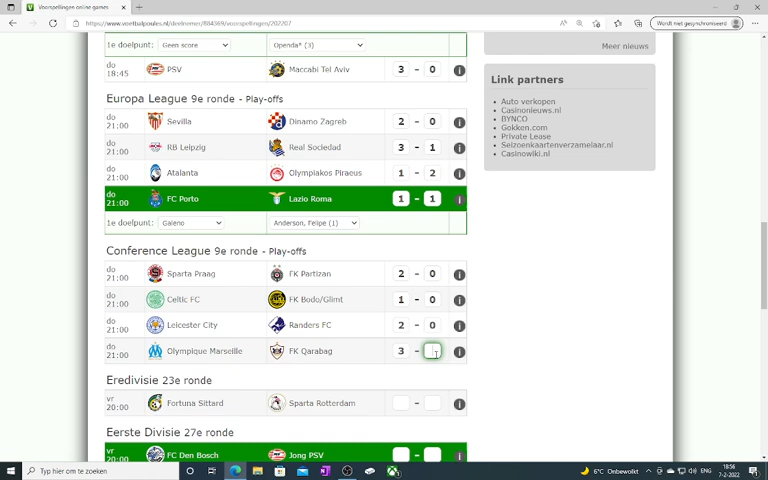 Voorspellingen online games
https://www.voetbalpoules.nl/deelnemer/884369/voorspellingen/202207
Wordt niet gesynchroniseerd
1e doelpunt: Geen score Openda* (3)
Meer nieuws
do 18:45 PSV Maccabi Tel Aviv 3 - 0
Link partners
Auto verkopen
Casinonieuws.nl
BYNCO
Gokken.com
Private Lease
Seizoenkaartenverzamelaar.nl
Casinowiki.nl
Europa League 9e ronde - Play-offs
do 21:00 Sevilla Dinamo Zagreb 2 - 0
do 21:00 RB Leipzig Real Sociedad 3 - 1
do 21:00 Atalanta Olympiakos Piraeus 1 - 2
do 21:00 FC Porto Lazio Roma 1 - 1
1e doelpunt: Galeno Anderson, Felipe (1)
Conference League 9e ronde - Play-offs
do 21:00 Sparta Praag FK Partizan 2 - 0
do 21:00 Celtic FC FK Bodo/Glimt 1 - 0
do 21:00 Leicester City Randers FC 2 - 0
do 21:00 Olympique Marseille FK Qarabag 3 -
Eredivisie 23e ronde
vr 20:00 Fortuna Sittard Sparta Rotterdam -
Eerste Divisie 27e ronde
vr 20:00 FC Den Bosch Jong PSV -
Typ hier om te zoeken
6°C Onbewolkt
ENG
18:56
7-2-2022